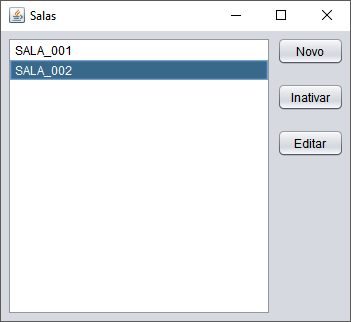 Salas
SALA_001
SALA_002
Novo
Inativar
Editar